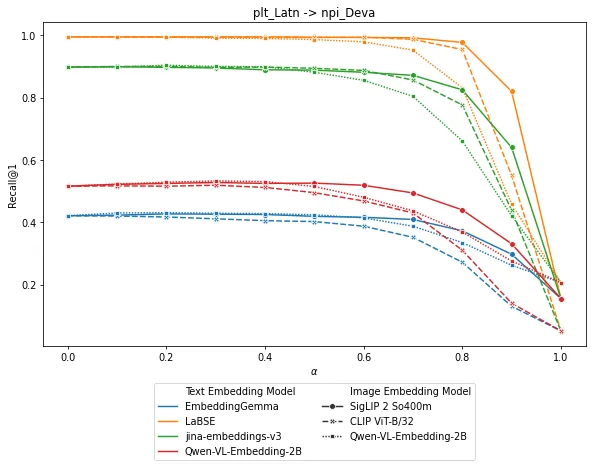 plt_Latn -> npi_Deva
Recall@1
1.0
0.8
0.6
0.4
0.2
0.0 0.2 0.4 0.6 0.8 1.0
α
Text Embedding Model Image Embedding Model
EmbeddingGemma SigLIP 2 So400m
LaBSE CLIP ViT-B/32
jina-embeddings-v3 Qwen-VL-Embedding-2B
Qwen-VL-Embedding-2B